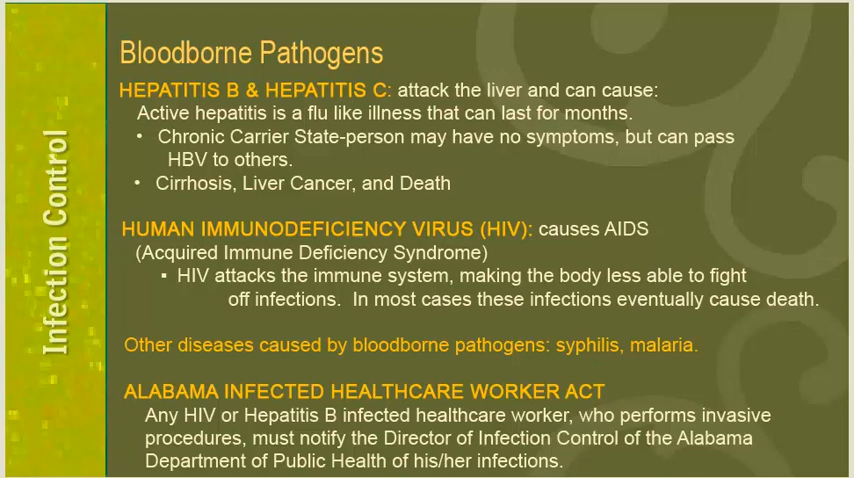 Infection Control
Bloodborne Pathogens
HEPATITIS B & HEPATITIS C: attack the liver and can cause:
Active hepatitis is a flu like illness that can last for months.
• Chronic Carrier State-person may have no symptoms, but can pass
HBV to others.
• Cirrhosis, Liver Cancer, and Death
HUMAN IMMUNODEFICIENCY VIRUS (HIV): causes AIDS
(Acquired Immune Deficiency Syndrome)
▪ HIV attacks the immune system, making the body less able to fight
off infections. In most cases these infections eventually cause death.
Other diseases caused by bloodborne pathogens: syphilis, malaria.
ALABAMA INFECTED HEALTHCARE WORKER ACT
Any HIV or Hepatitis B infected healthcare worker, who performs invasive
procedures, must notify the Director of Infection Control of the Alabama
Department of Public Health of his/her infections.